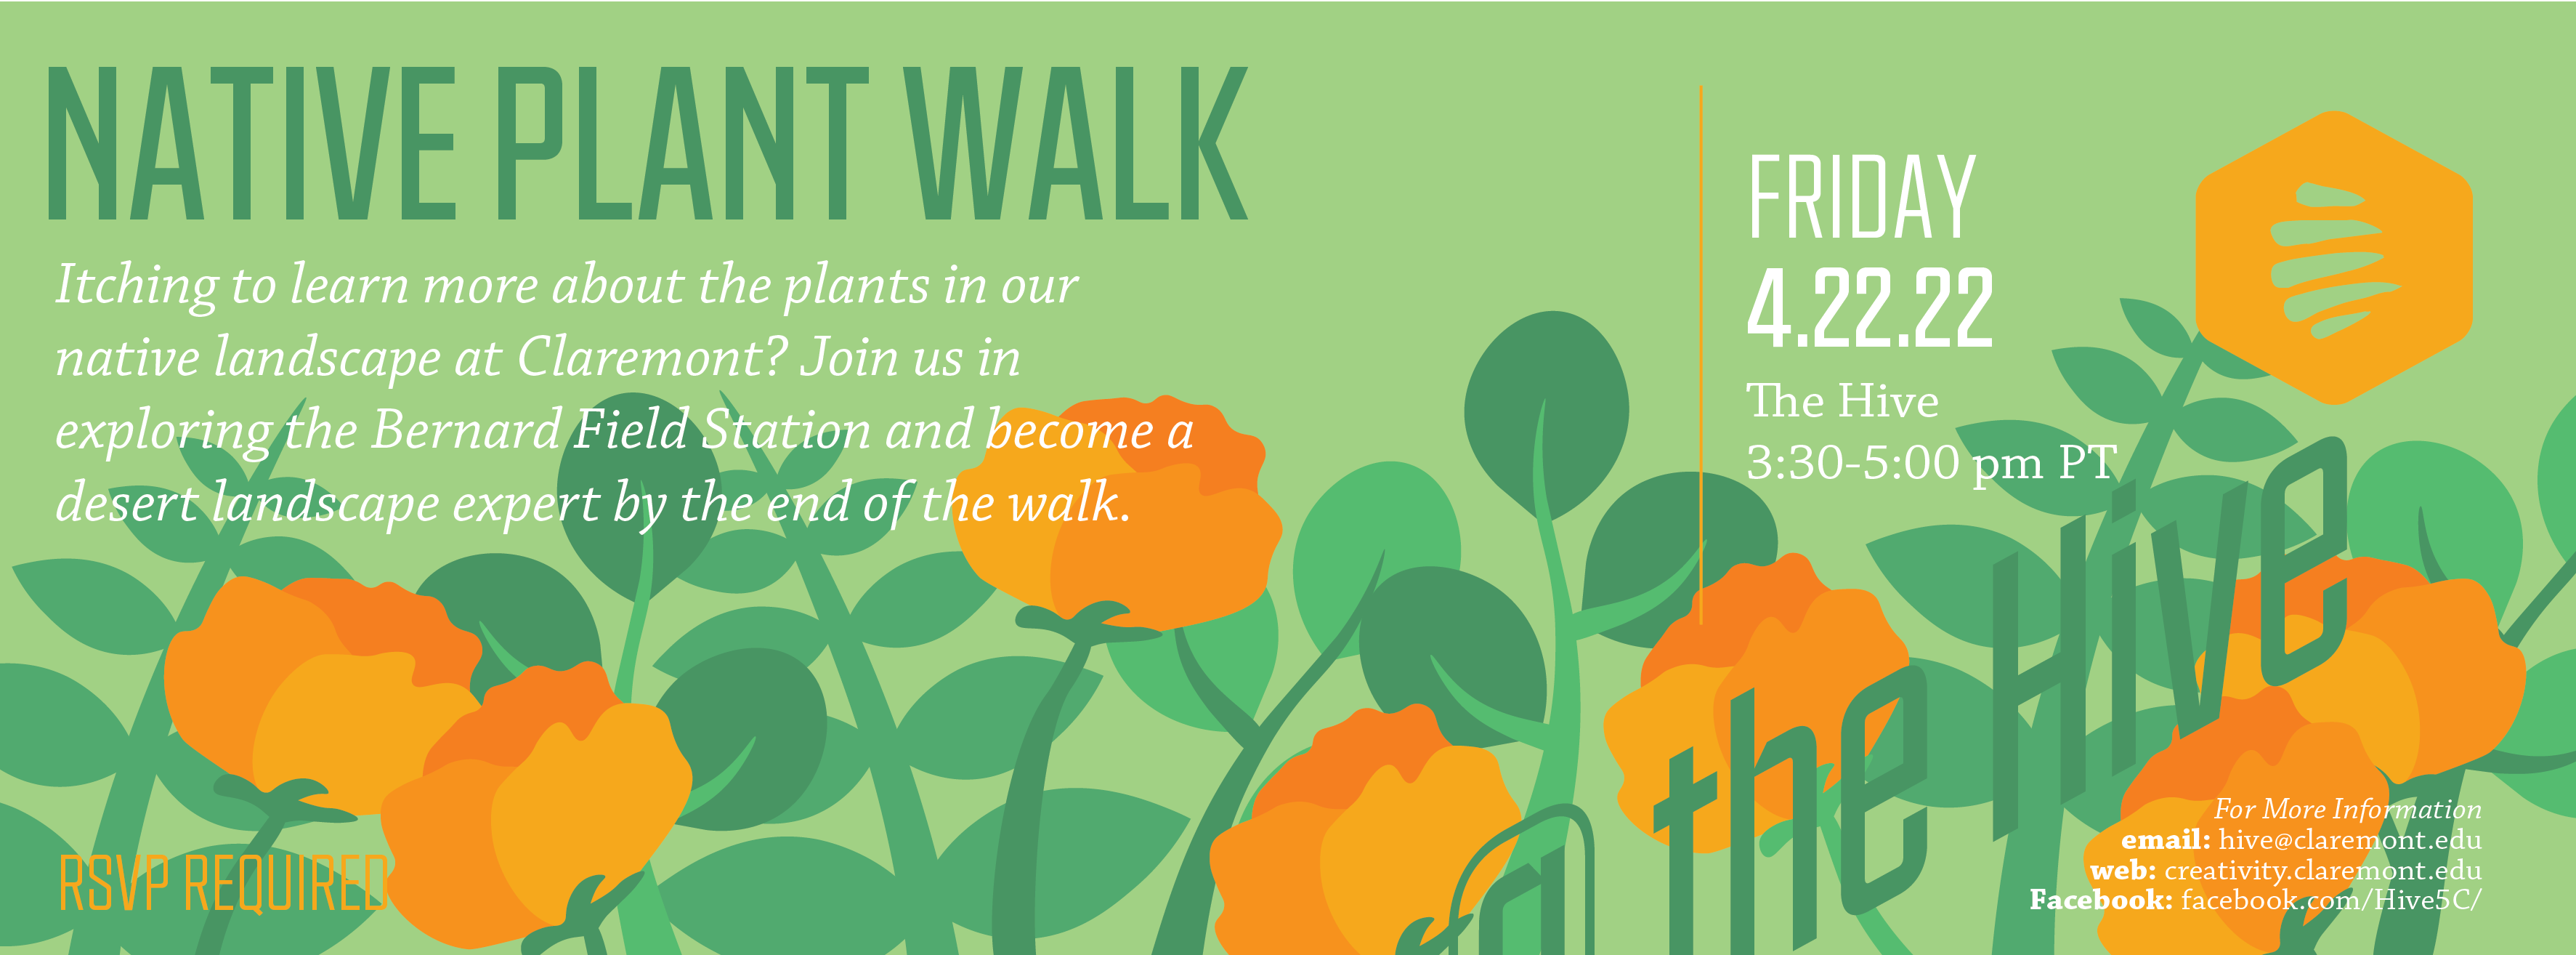 NATIVE PLANT WALK
Itching to learn more about the plants in our
native landscape at Claremont? Join us in
exploring the Bernard Field Station and become a
desert landscape expert by the end of the walk.
RSVP REQUIRED
FRIDAY
4.22.22
The Hive
3:30-5:00 pm PT
@ the Hive
For More Information
email: hive@claremont.edu
web: creativity.claremont.edu
Facebook: facebook.com/Hive5C/